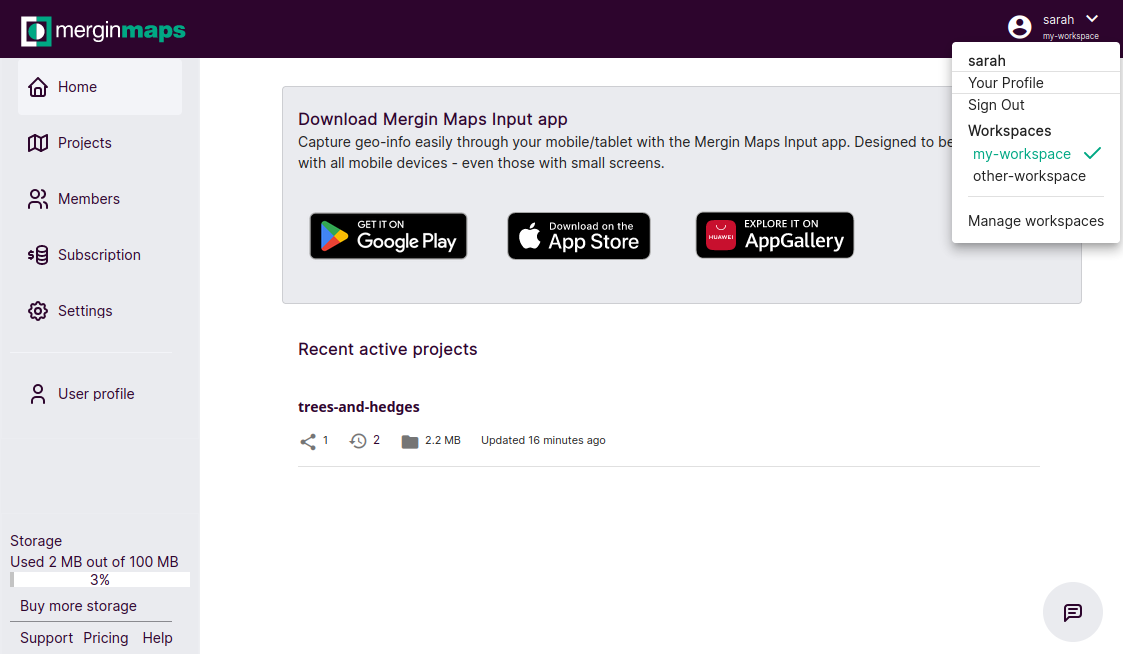 merginmaps
sarah
my-workspace
sarah
Your Profile
Sign Out
Workspaces
my-workspace
other-workspace
Manage workspaces
Home
Projects
Members
Subscription
Settings
User profile
Storage
Used 2 MB out of 100 MB
3%
Buy more storage
Support Pricing Help
Download Mergin Maps Input app
Capture geo-info easily through your mobile/tablet with the Mergin Maps Input app. Designed to be
with all mobile devices - even those with small screens.
GET IT ON
Google Play
Download on the
App Store
HUAWEI
EXPLORE IT ON
AppGallery
Recent active projects
trees-and-hedges
1 2 2.2 MB Updated 16 minutes ago